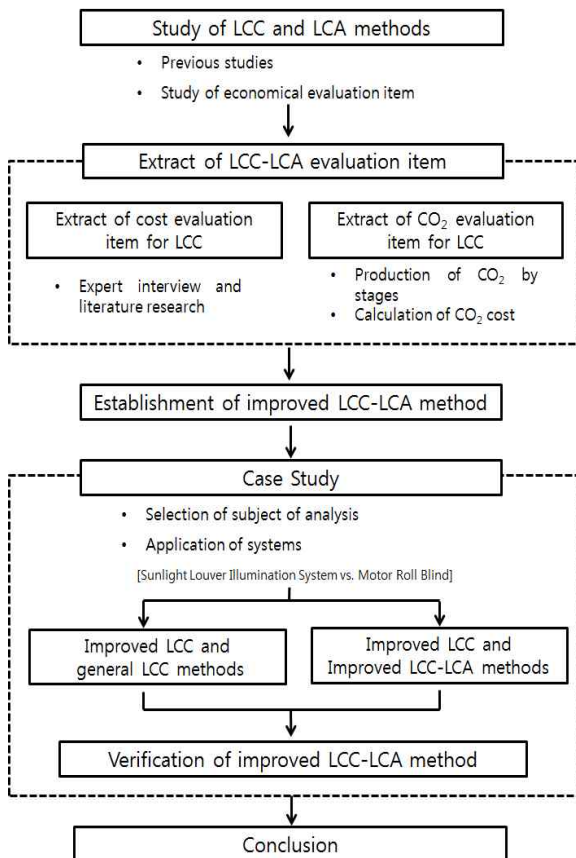 Study of LCC and LCA methods
• Previous studies
• Study of economical evaluation item
Extract of LCC-LCA evaluation item
Extract of cost evaluation
item for LCC
• Expert interview and
literature research
Extract of CO₂ evaluation
item for LCC
• Production of CO₂ by
stages
• Calculation of CO₂ cost
Establishment of improved LCC-LCA method
Case Study
• Selection of subject of analysis
• Application of systems
[Sunlight Louver Illumination System vs. Motor Roll Blind]
Improved LCC and
general LCC methods
Improved LCC and
Improved LCC-LCA methods
Verification of improved LCC-LCA method
Conclusion